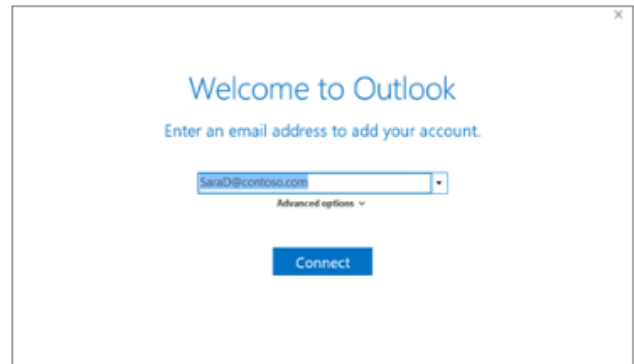 Welcome to Outlook
Enter an email address to add your account.
SaraD@contoso.com
Advanced options
Connect